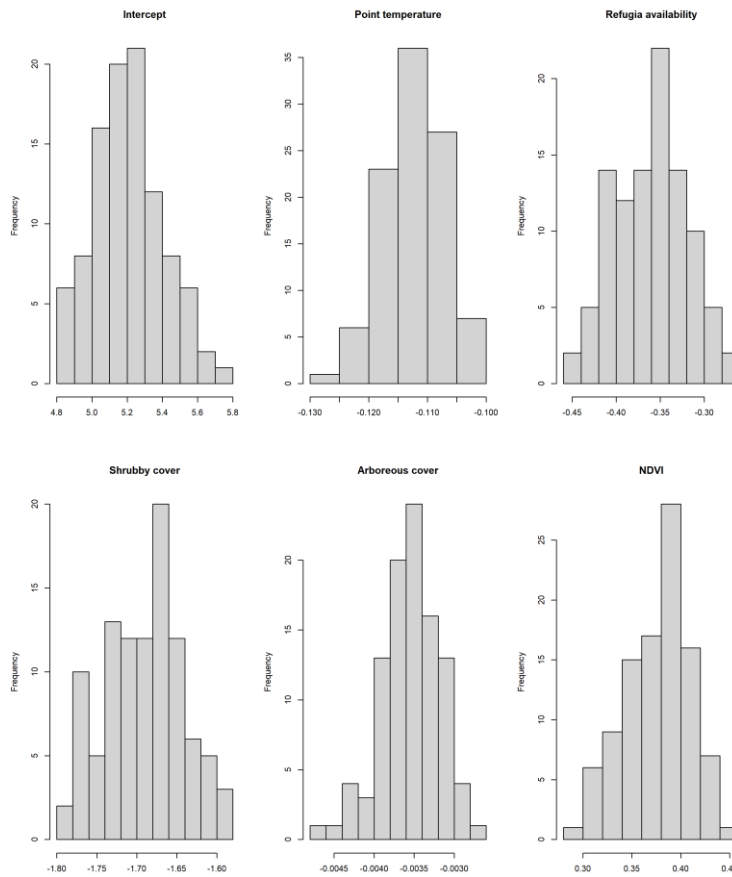 Intercept
Frequency
0 5 10 15 20
4.8 5.0 5.2 5.4 5.6 5.8
Point temperature
Frequency
0 5 10 15 20 25 30 35
-0.130 -0.120 -0.110 -0.100
Refugia availability
Frequency
0 5 10 15 20
-0.45 -0.40 -0.35 -0.30
Shrubby cover
Frequency
0 5 10 15 20
-1.80 -1.75 -1.70 -1.65 -1.60
Arboreous cover
Frequency
0 5 10 15 20
-0.0045 -0.0040 -0.0035 -0.0030
NDVI
Frequency
0 5 10 15 20 25
0.30 0.35 0.40